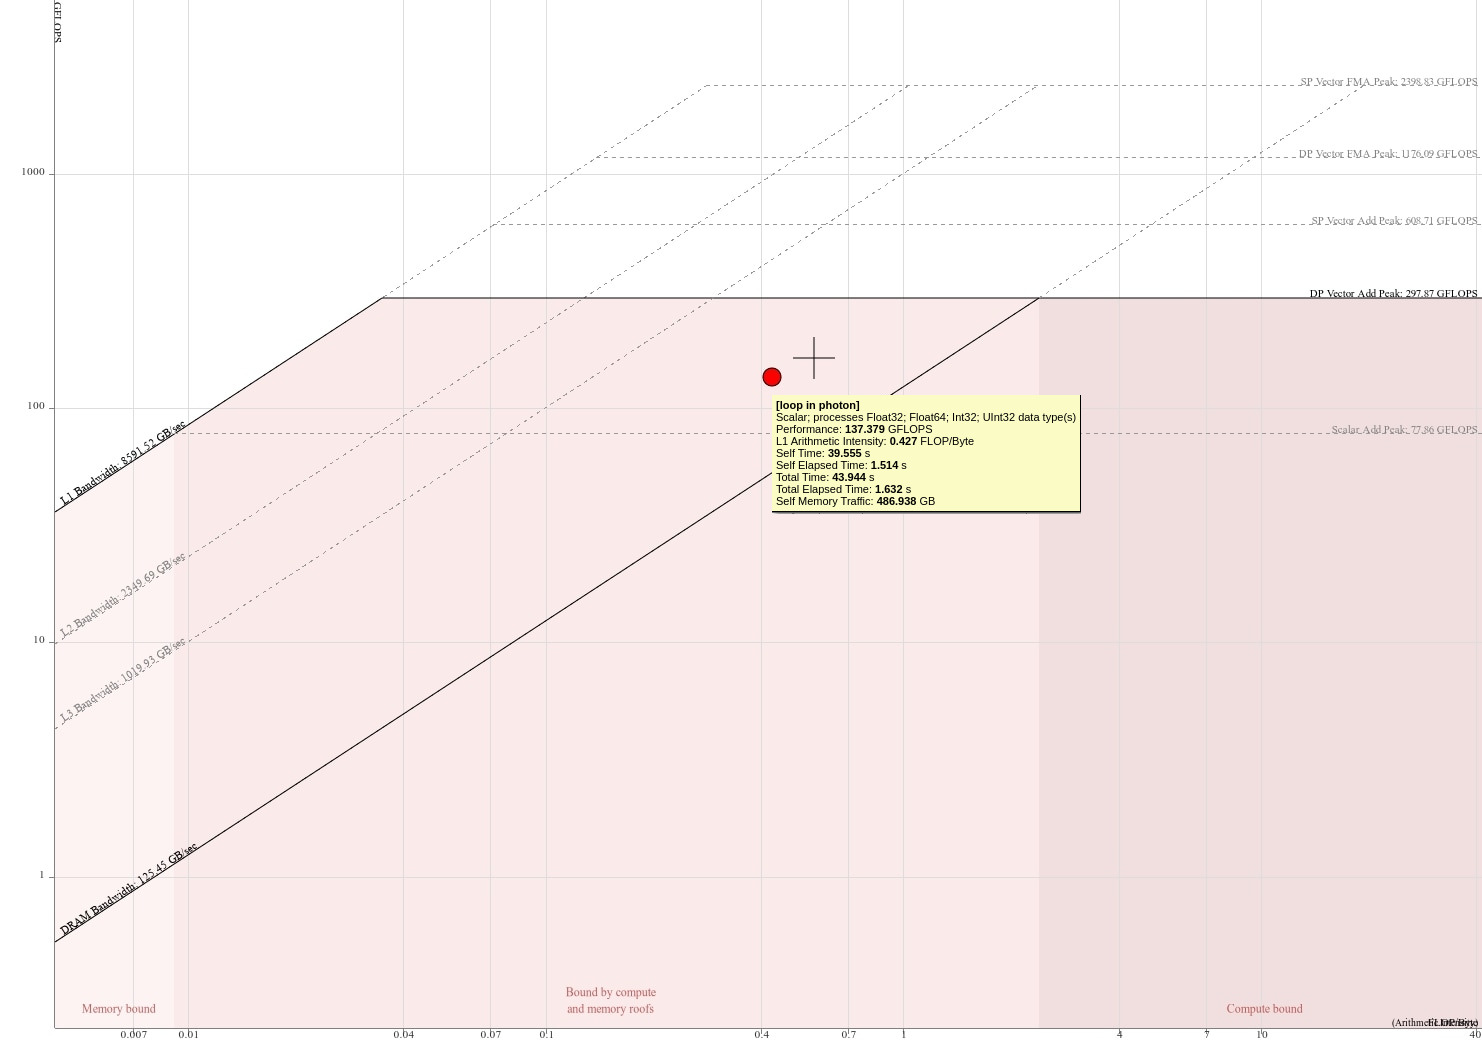 GFLOPS
SP Vector FMA Peak: 2398.83 GFLOPS
DP Vector FMA Peak: 1176.09 GFLOPS
1000
SP Vector Add Peak: 608.71 GFLOPS
DP Vector Add Peak: 297.87 GFLOPS
100
[loop in photon]
Scalar; processes Float32; Float64; Int32; UInt32 data type(s)
Performance: 137.379 GFLOPS
L1 Arithmetic Intensity: 0.427 FLOP/Byte
Self Time: 39.555 s
Self Elapsed Time: 1.514 s
Total Time: 43.944 s
Total Elapsed Time: 1.632 s
Self Memory Traffic: 486.938 GB
Scalar Add Peak: 77.86 GFLOPS
L1 Bandwidth: 8591.52 GB/sec
L2 Bandwidth: 2349.69 GB/sec
10
L3 Bandwidth: 1019.93 GB/sec
1
DRAM Bandwidth: 125.45 GB/sec
Memory bound
Bound by compute
and memory roofs
Compute bound
0.007 0.01 0.04 0.07 0.1 0.4 0.7 1 4 7 10 40